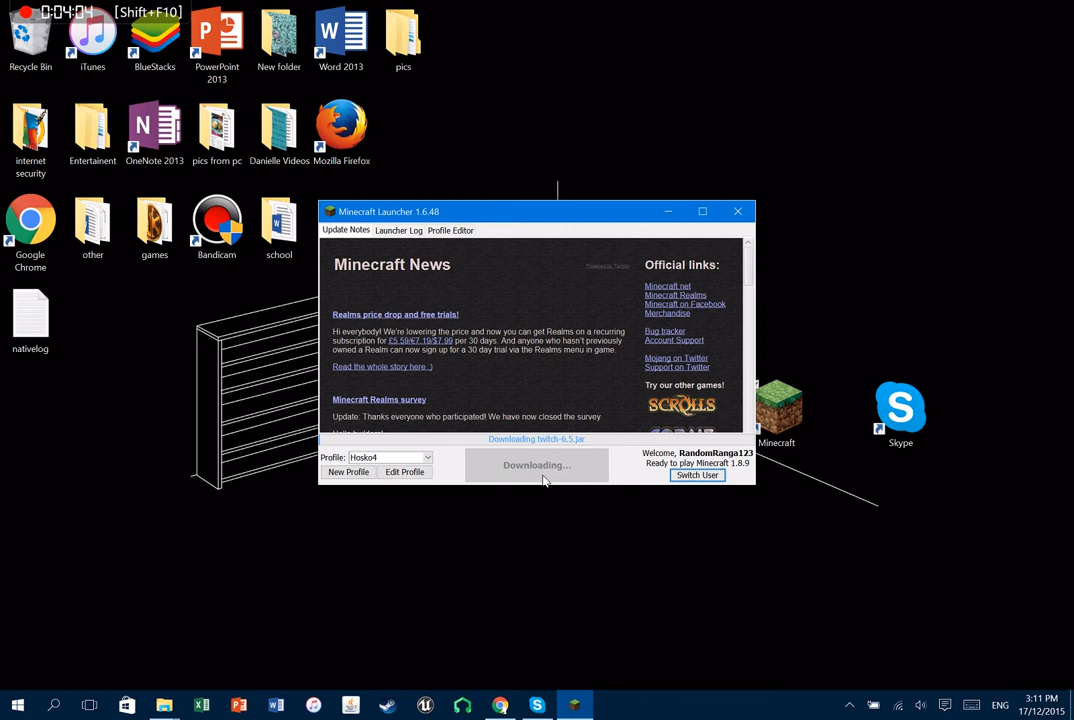 0:04:04 [Shift+F10]
Recycle Bin
iTunes
BlueStacks
PowerPoint
2013
New folder
Word 2013
pics
internet
security
Entertainent
OneNote 2013
pics from pc
Danielle Videos
Mozilla Firefox
Google
Chrome
other
games
Bandicam
school
nativelog
Minecraft Launcher 1.6.48
Update Notes
Launcher Log
Profile Editor
Minecraft News
Powered by Tumblr
Realms price drop and free trials!
Hi everybody! We're lowering the price and now you can get Realms on a recurring
subscription for £5.59/€7.19/$7.99 per 30 days. And anyone who hasn't previously
owned a Realm can now sign up for a 30 day trial via the Realms menu in game.
Read the whole story here :)
Minecraft Realms survey
Update: Thanks everyone who participated! We have now closed the survey
Official links:
Minecraft.net
Minecraft Realms
Minecraft on Facebook
Merchandise
Bug tracker
Account Support
Mojang on Twitter
Support on Twitter
Try our other games!
SCROLLS
Downloading twitch-6.5.jar
Profile: Hosko4
New Profile
Edit Profile
Downloading...
Welcome, RandomRanga123
Ready to play Minecraft 1.8.9
Switch User
Minecraft
Skype
ENG
3:11 PM
17/12/2015